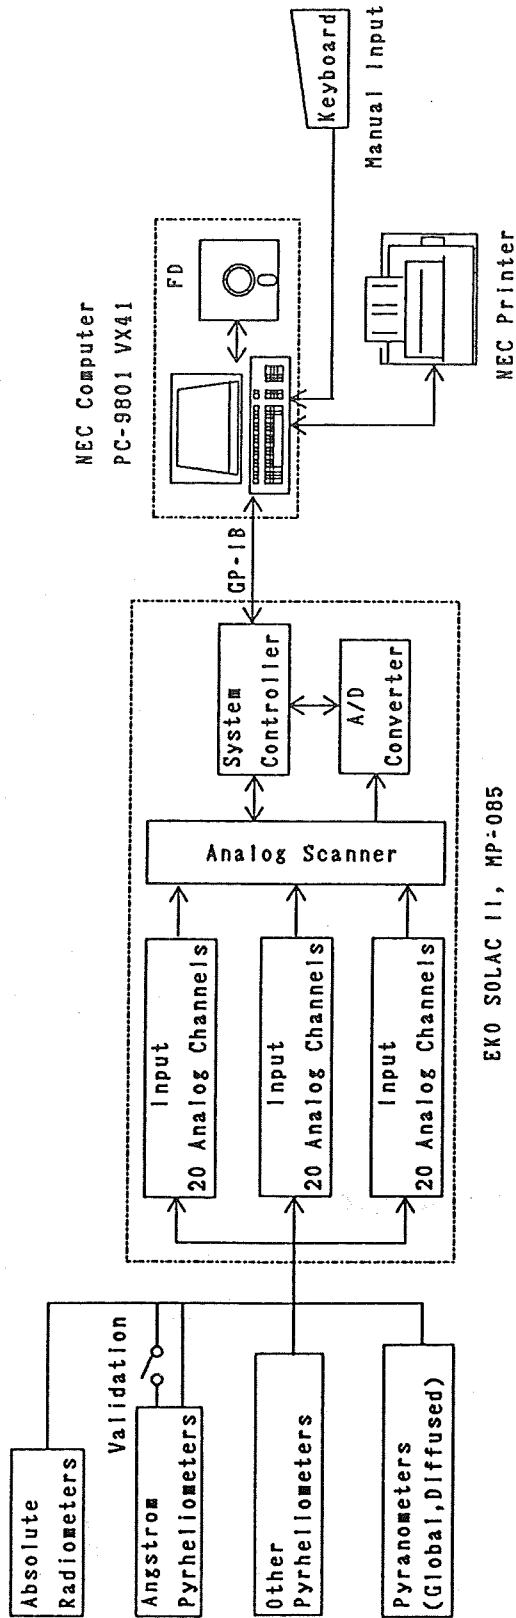 Absolute
Radiometers
Validation
Angstrom
Pyrheliometers
Other
Pyrheliometers
Pyranometers
(Global,Diffused)
Input
20 Analog Channels
Input
20 Analog Channels
Input
20 Analog Channels
Analog Scanner
System
Controller
A/D
Converter
EKO SOLAC II, MP-085
GP-IB
NEC Computer
PC-9801 VX41
FD
Keyboard
Manual Input
NEC Printer